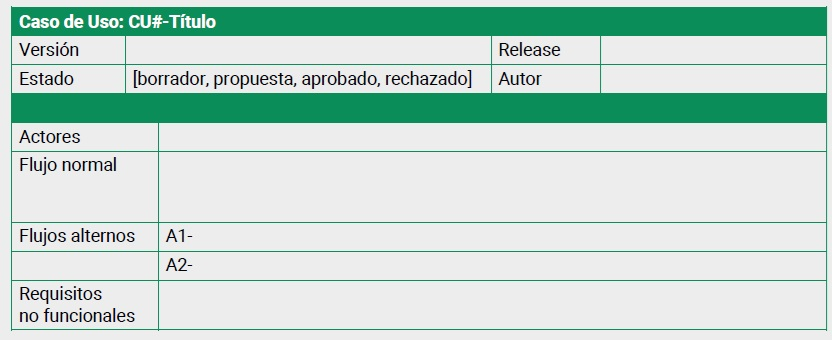 Caso de Uso: CU#-Título
Versión
Release
Estado
[borrador, propuesta, aprobado, rechazado]
Autor
Actores
Flujo normal
Flujos alternos
A1-
A2-
Requisitos
no funcionales